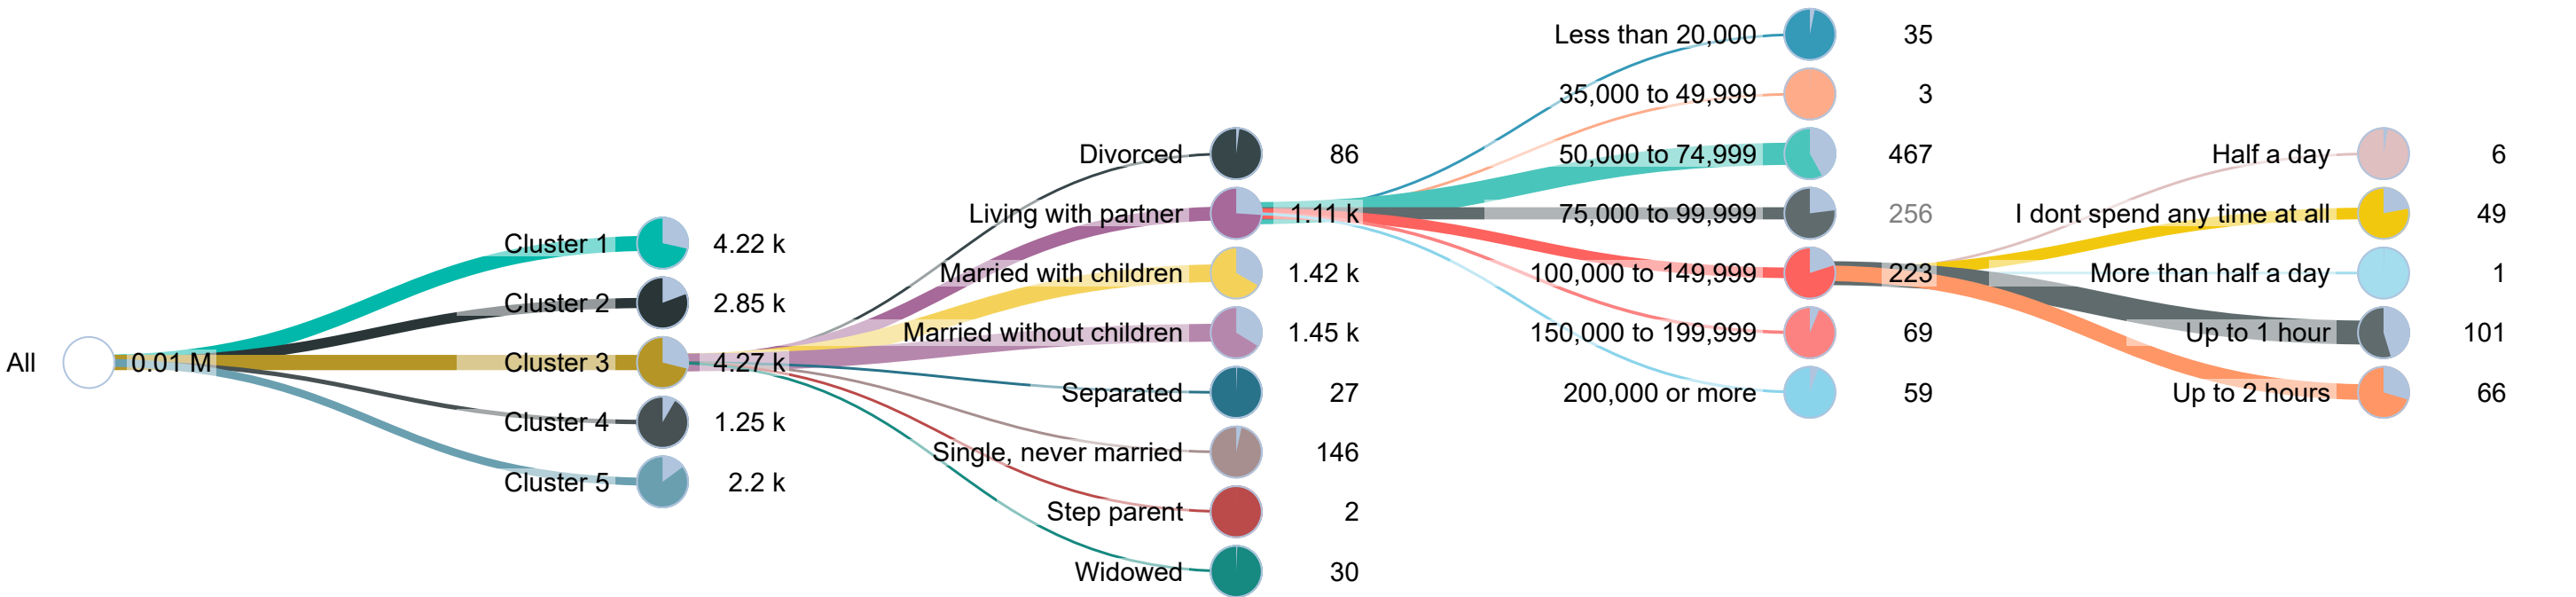 All
0.01 M
Cluster 1
4.22 k
Cluster 2
2.85 k
Cluster 3
4.27 k
Cluster 4
1.25 k
Cluster 5
2.2 k
Divorced
86
Living with partner
1.11 k
Married with children
1.42 k
Married without children
1.45 k
Separated
27
Single, never married
146
Step parent
2
Widowed
30
Less than 20,000
35
35,000 to 49,999
3
50,000 to 74,999
467
75,000 to 99,999
256
100,000 to 149,999
223
150,000 to 199,999
69
200,000 or more
59
Half a day
6
I dont spend any time at all
49
More than half a day
1
Up to 1 hour
101
Up to 2 hours
66